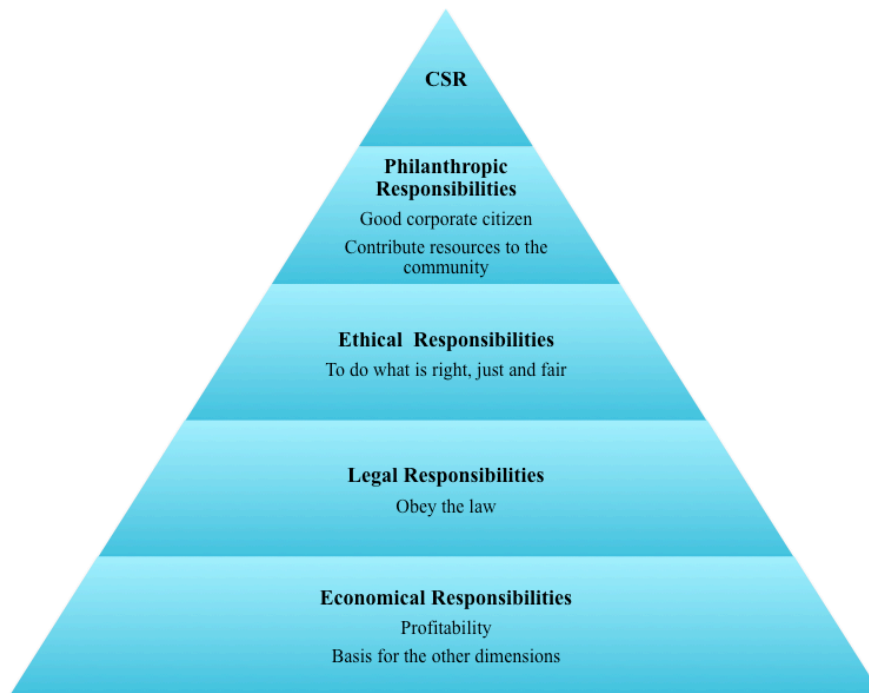 CSR
Philanthropic
Responsibilities
Good corporate citizen
Contribute resources to the
community
Ethical  Responsibilities
To do what is right, just and fair
Legal Responsibilities
Obey the law
Economical Responsibilities
Profitability
Basis for the other dimensions